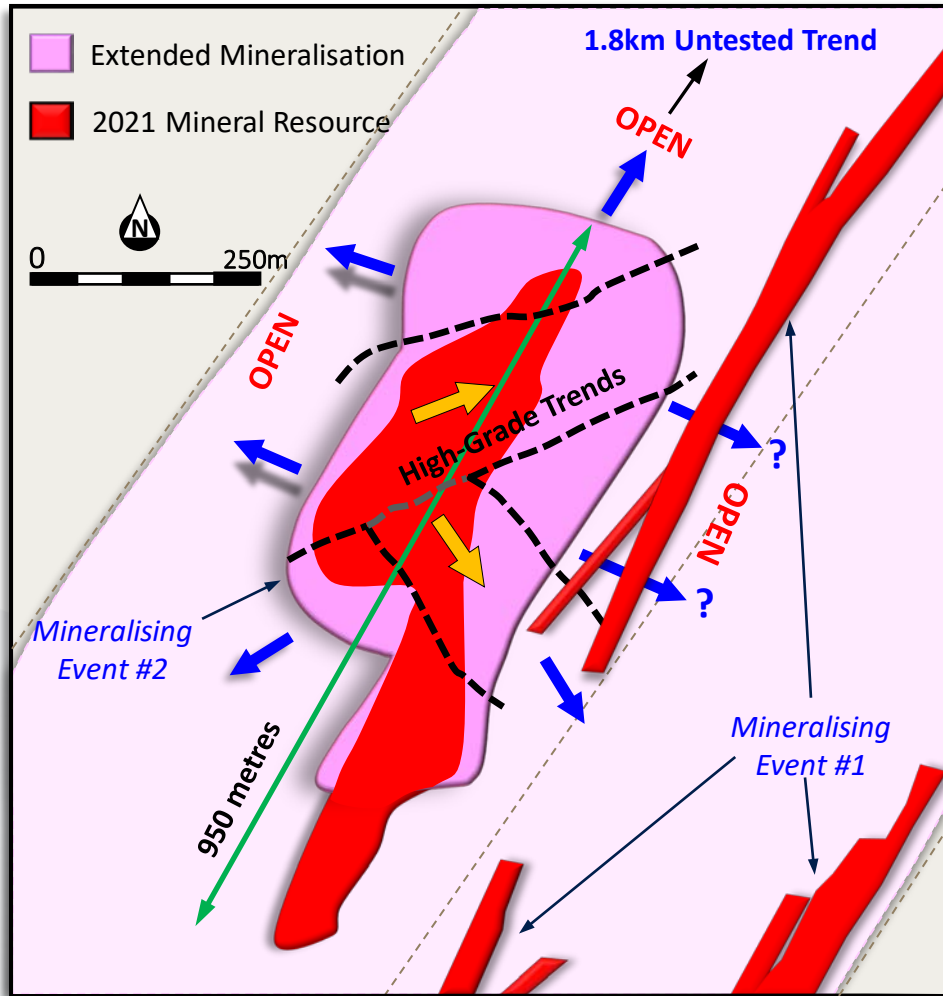 Extended Mineralisation
2021 Mineral Resource
N
0 250m
1.8km Untested Trend
OPEN
OPEN
High-Grade Trends
?
OPEN
?
Mineralising
Event #2
950 metres
Mineralising
Event #1